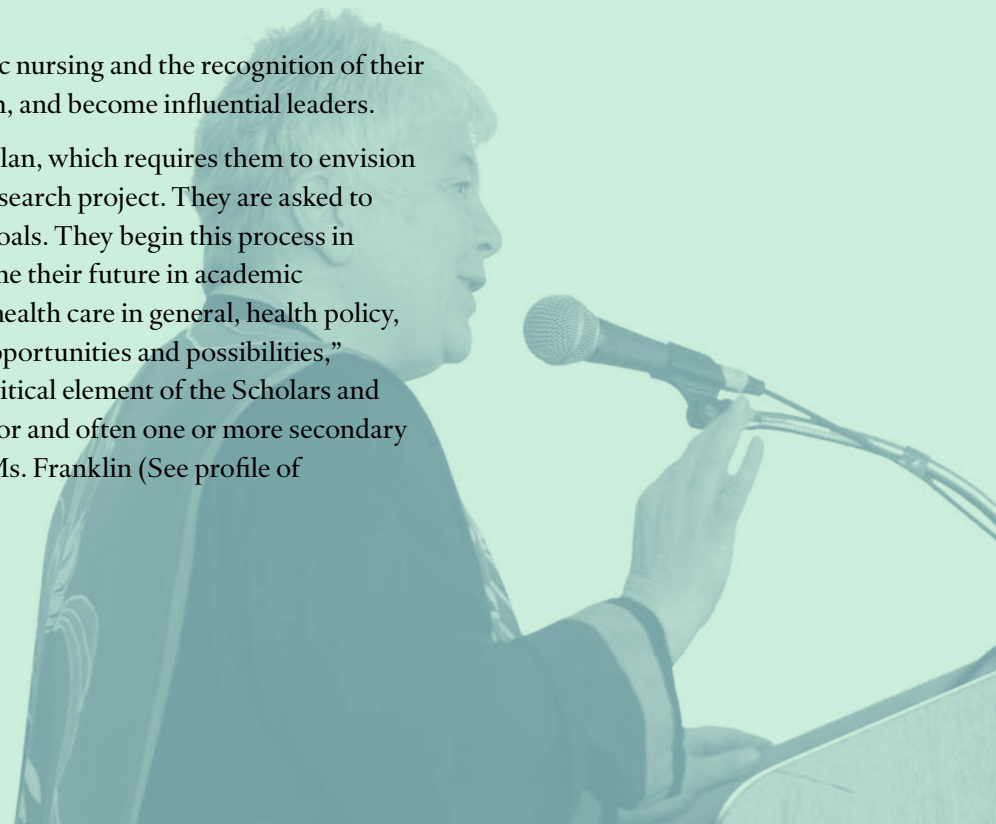 c nursing and the recognition of their
n, and become influential leaders.
lan, which requires them to envision
search project. They are asked to
oals. They begin this process in
ne their future in academic
health care in general, health policy,
pportunities and possibilities,”
itical element of the Scholars and
or and often one or more secondary
Ms. Franklin (See profile of